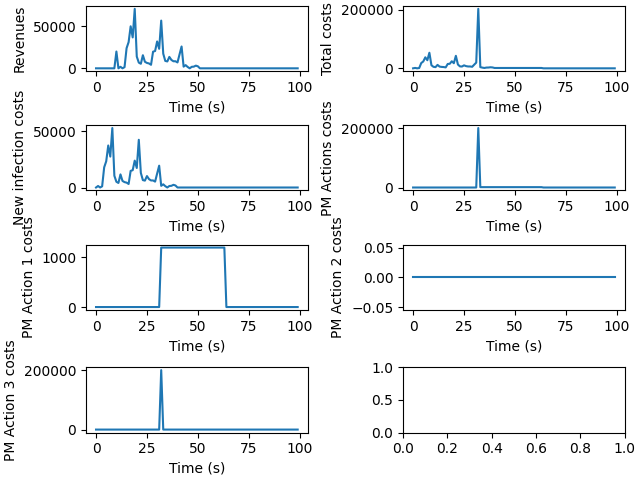 Revenues
50000
0
0 25 50 75 100
Time (s)
Total costs
200000
0
0 25 50 75 100
Time (s)
New infection costs
50000
0
0 25 50 75 100
Time (s)
PM Actions costs
200000
0
0 25 50 75 100
Time (s)
PM Action 1 costs
1000
0
0 25 50 75 100
Time (s)
PM Action 2 costs
0.05
0.00
−0.05
0 25 50 75 100
Time (s)
PM Action 3 costs
200000
0
0 25 50 75 100
Time (s)
1.0
0.5
0.0
0.0 0.2 0.4 0.6 0.8 1.0